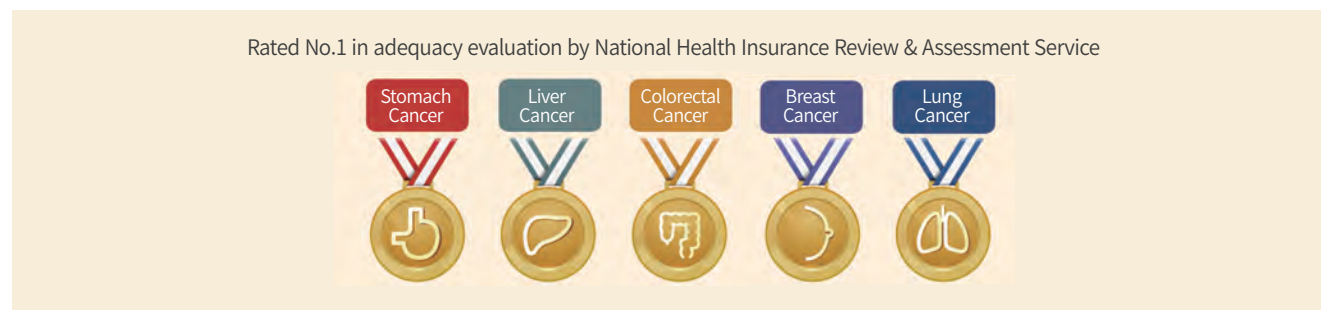 Rated No.1 in adequacy evaluation by National Health Insurance Review & Assessment Service
Stomach
Cancer
Liver
Cancer
Colorectal
Cancer
Breast
Cancer
Lung
Cancer